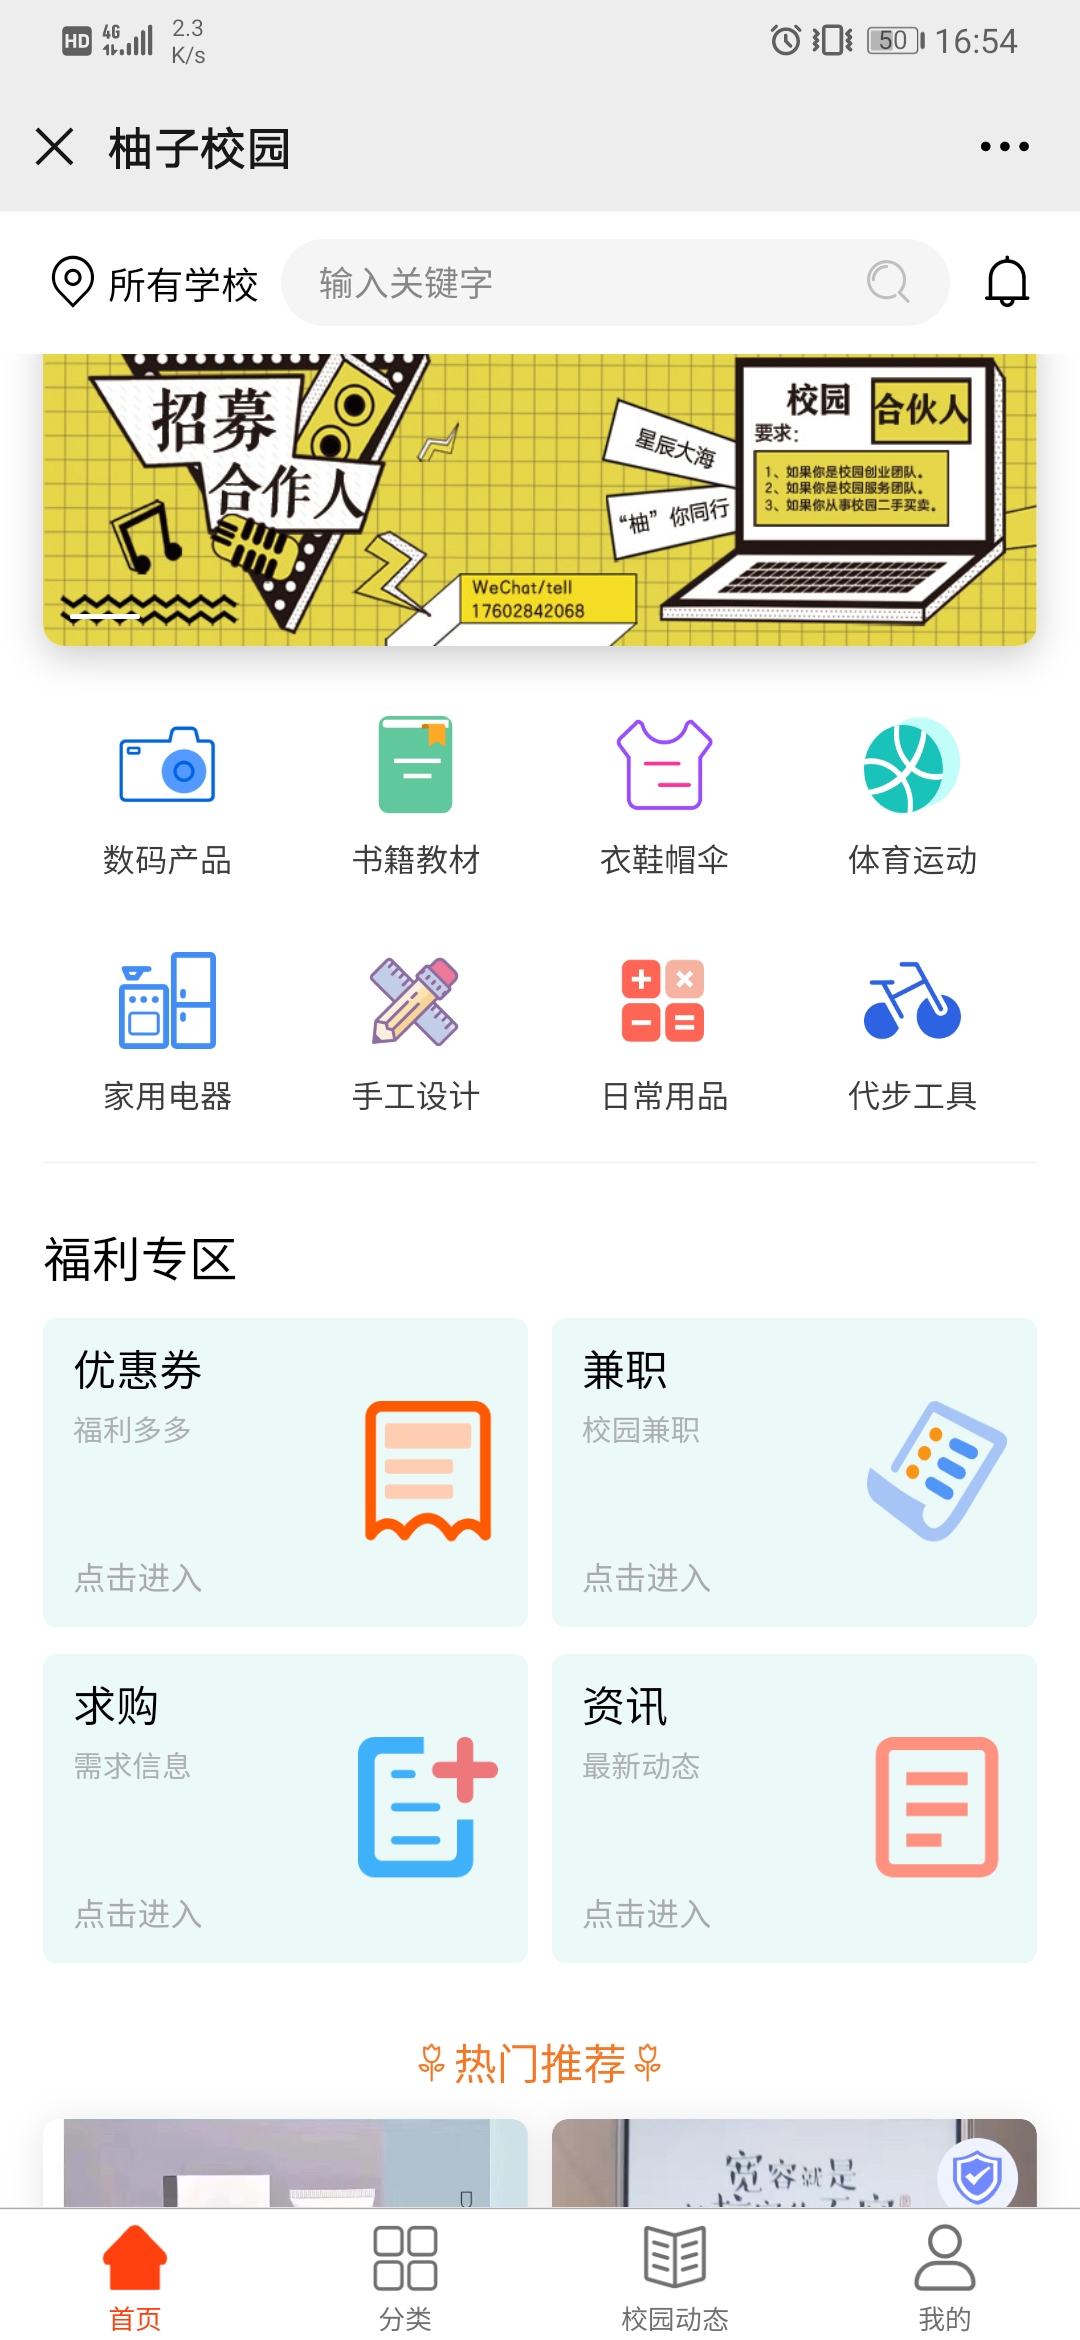 HD 4G 2.3 K/s 50 16:54
柚子校园
所有学校 输入关键字
招募
合作人
星辰大海
“柚”你同行
校园 合伙人
要求：
1、如果你是校园创业团队。
2、如果你是校园服务团队。
3、如果你从事校园二手买卖。
WeChat/tell
17602842068
数码产品 书籍教材 衣鞋帽伞 体育运动
家用电器 手工设计 日常用品 代步工具
福利专区
优惠券
福利多多
点击进入
兼职
校园兼职
点击进入
求购
需求信息
点击进入
资讯
最新动态
点击进入
热门推荐
宽容就是
首页 分类 校园动态 我的